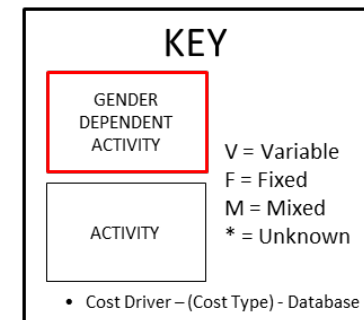 KEY
GENDER
DEPENDENT
ACTIVITY
V = Variable
F = Fixed
M = Mixed
* = Unknown
ACTIVITY
• Cost Driver – (Cost Type) - Database